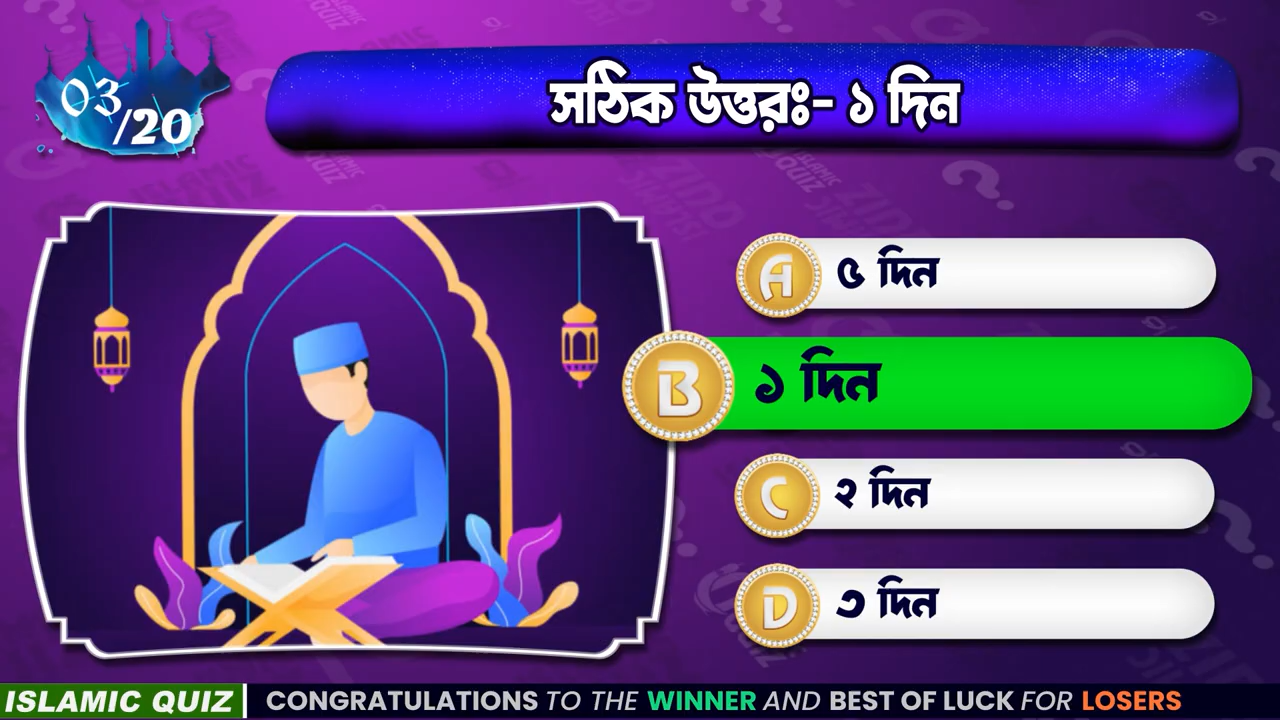 03/20
সঠিক উত্তরঃ- ১ দিন
A ৫ দিন
B ১ দিন
C ২ দিন
D ৩ দিন
ISLAMIC QUIZ
CONGRATULATIONS TO THE WINNER AND BEST OF LUCK FOR LOSERS